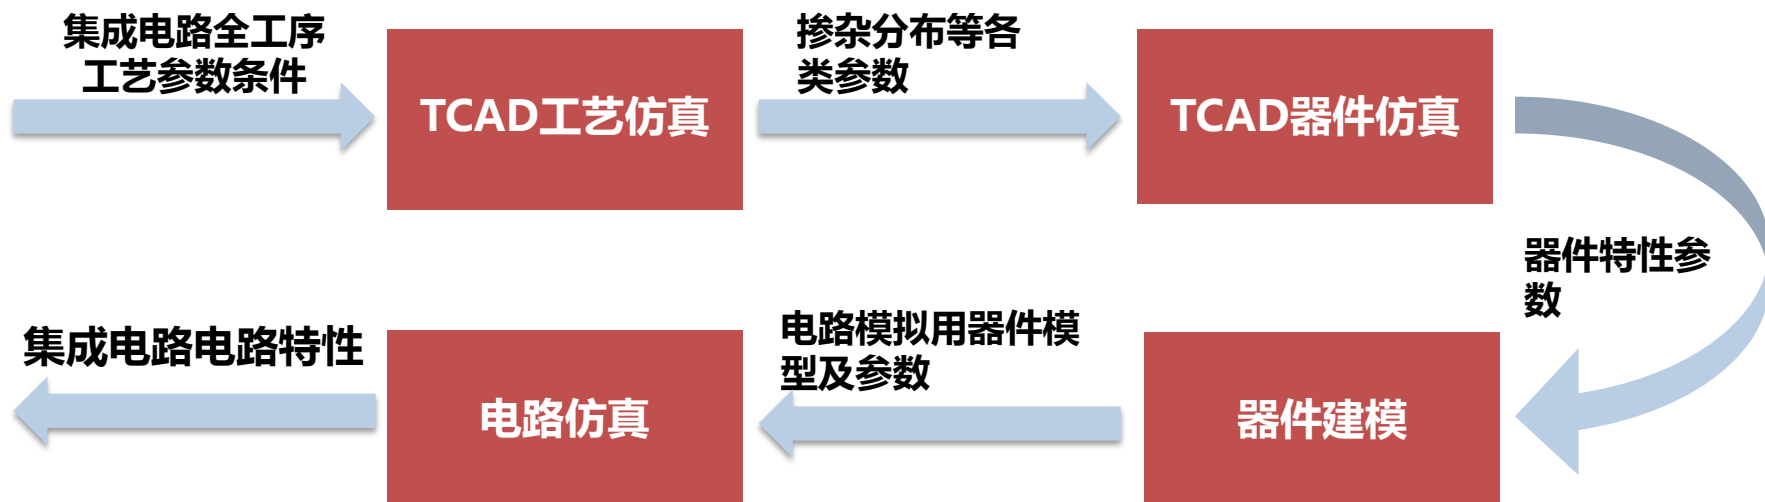 集成电路全工序
工艺参数条件
TCAD工艺仿真
掺杂分布等各
类参数
TCAD器件仿真
器件特性参
数
器件建模
电路模拟用器件模
型及参数
电路仿真
集成电路电路特性